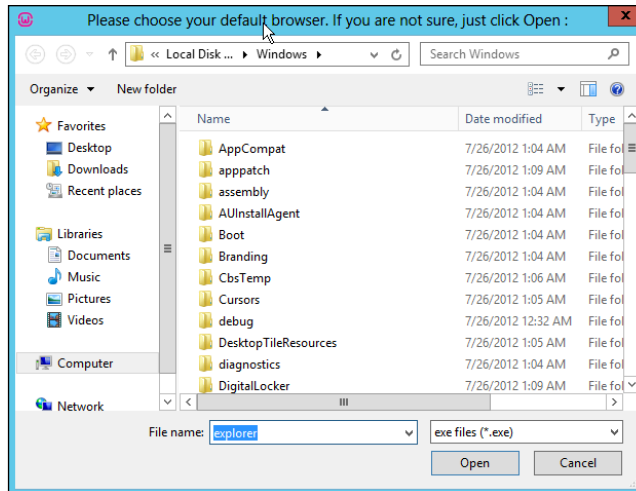 Please choose your default browser. If you are not sure, just click Open :
x
« Local Disk ... Windows
Search Windows
Organize New folder
Name Date modified Type
Favorites
Desktop
Downloads
Recent places
Libraries
Documents
Music
Pictures
Videos
Computer
Network
AppCompat 7/26/2012 1:04 AM File fol
apppatch 7/26/2012 1:09 AM File fol
assembly 7/26/2012 1:04 AM File fol
AUInstallAgent 7/26/2012 1:04 AM File fol
Boot 7/26/2012 1:04 AM File fol
Branding 7/26/2012 1:04 AM File fol
CbsTemp 7/26/2012 1:06 AM File fol
Cursors 7/26/2012 1:05 AM File fol
debug 7/26/2012 12:32 AM File fol
DesktopTileResources 7/26/2012 1:05 AM File fol
diagnostics 7/26/2012 1:04 AM File fol
DigitalLocker 7/26/2012 1:09 AM File fol
File name: explorer exe files (*.exe)
Open Cancel